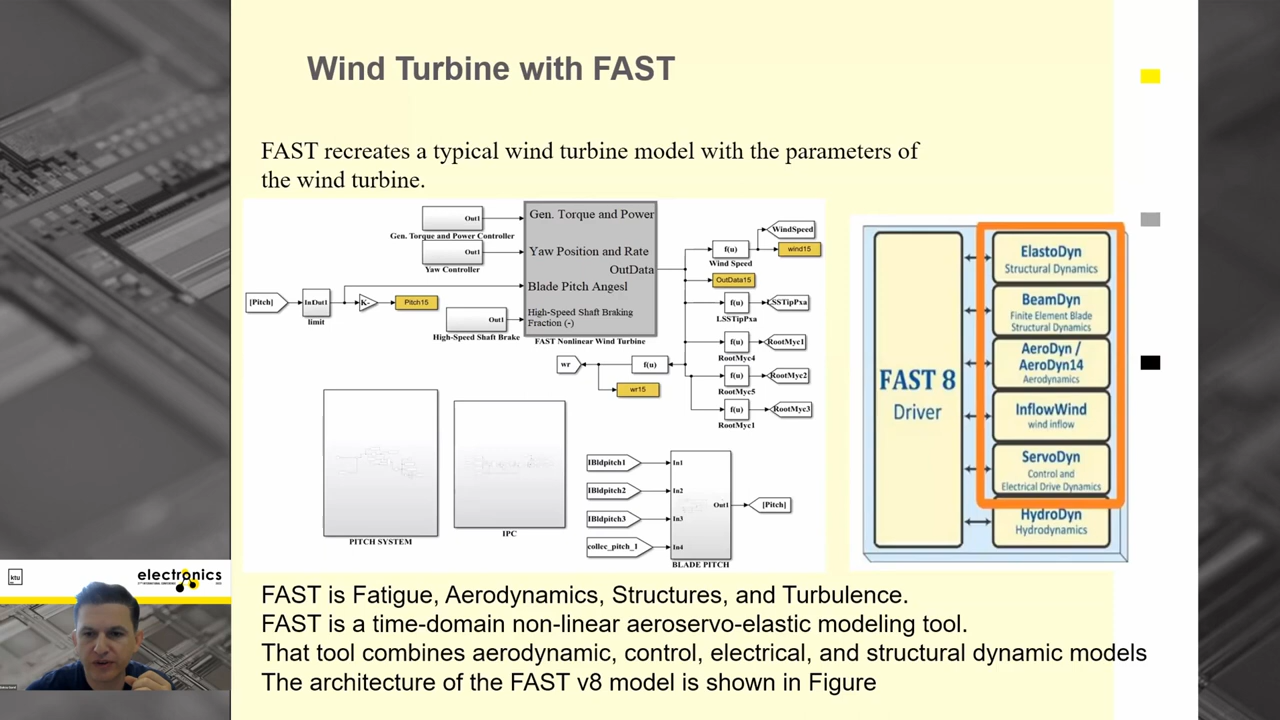 Wind Turbine with FAST
FAST recreates a typical wind turbine model with the parameters of
the wind turbine.
Out1
Gen. Torque and Power Controller
Out1
Yaw Controller
[Pitch]
InOut1
limit
K-
Pitch15
Out1
High-Speed Shaft Brake
Gen. Torque and Power
Yaw Position and Rate
OutData
Blade Pitch Angesl
High-Speed Shaft Braking
Fraction (-)
FAST Nonlinear Wind Turbine
f(u)
Wind Speed
WindSpeed
wind15
OutData15
f(u)
LSSTipPxa
LSSTipPxa
f(u)
RootMyc4
RootMyc1
f(u)
RootMyc5
RootMyc2
f(u)
RootMyc1
RootMyc3
wr
f(u)
wr15
PITCH SYSTEM
IPC
IBldpitch1
IBldpitch2
IBldpitch3
collec_pitch_1
In1
In2
In3
In4
Out1
[Pitch]
BLADE PITCH
FAST 8
Driver
ElastoDyn
Structural Dynamics
BeamDyn
Finite Element Blade
Structural Dynamics
AeroDyn /
AeroDyn14
Aerodynamics
InflowWind
wind inflow
ServoDyn
Control and
Electrical Drive Dynamics
HydroDyn
Hydrodynamics
FAST is Fatigue, Aerodynamics, Structures, and Turbulence.
FAST is a time-domain non-linear aeroservo-elastic modeling tool.
That tool combines aerodynamic, control, electrical, and structural dynamic models
The architecture of the FAST v8 model is shown in Figure
ktu
electronics